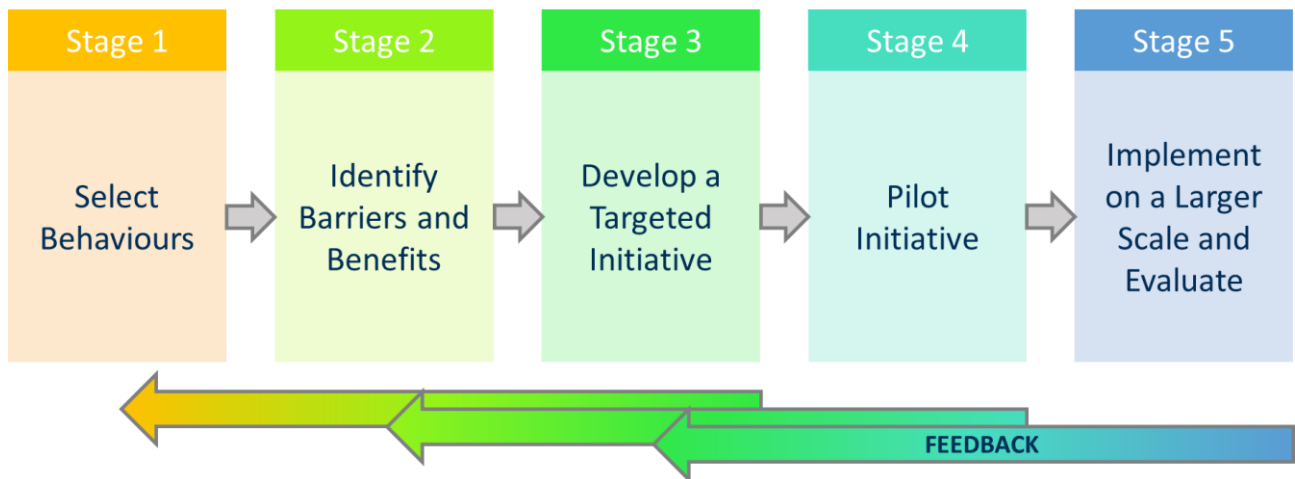 Stage 1
Select
Behaviours
Stage 2
Identify
Barriers and
Benefits
Stage 3
Develop a
Targeted
Initiative
Stage 4
Pilot
Initiative
Stage 5
Implement
on a Larger
Scale and
Evaluate
FEEDBACK